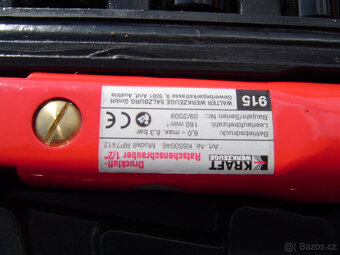 KRAFT
WERKZEUGE
Druckluft-
Ratschenschrauber 1/2"
Art.-Nr. K650046 Modell RP7412
Betriebsdruck: 6,0 – max. 6,3 bar
Leerlaufdrehzahl: 160 min⁻¹
Baujahr/Serien Nr.: 09/2009
CE
915
WALTER WERKZEUGE SALZBURG GmbH
Gewerbeparkstrasse 9, 5081 Anif, Austria
Bazoš.cz